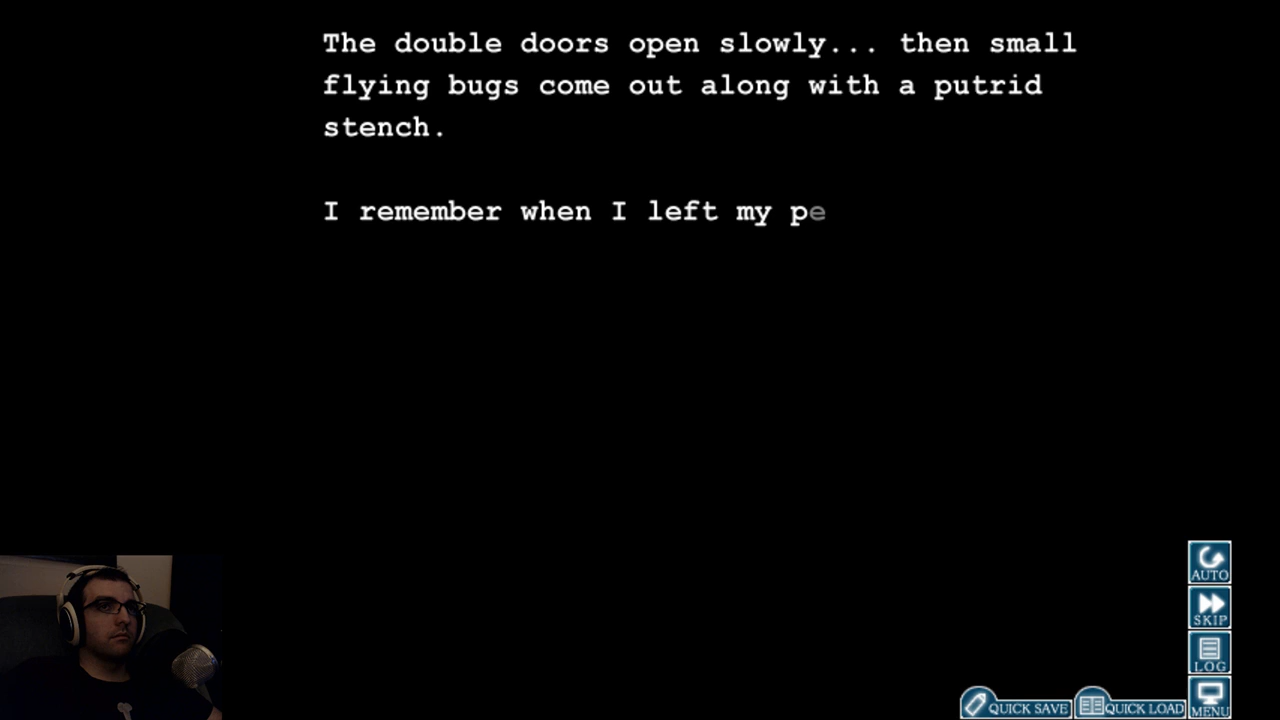 The double doors open slowly... then small
flying bugs come out along with a putrid
stench.
I remember when I left my pe
AUTO
SKIP
LOG
QUICK SAVE
QUICK LOAD
MENU